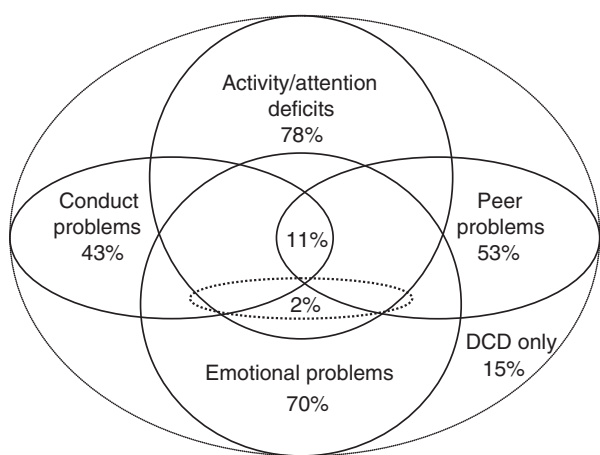 Activity/attention
deficits
78%
Conduct
problems
43%
11%
Peer
problems
53%
2%
DCD only
15%
Emotional problems
70%